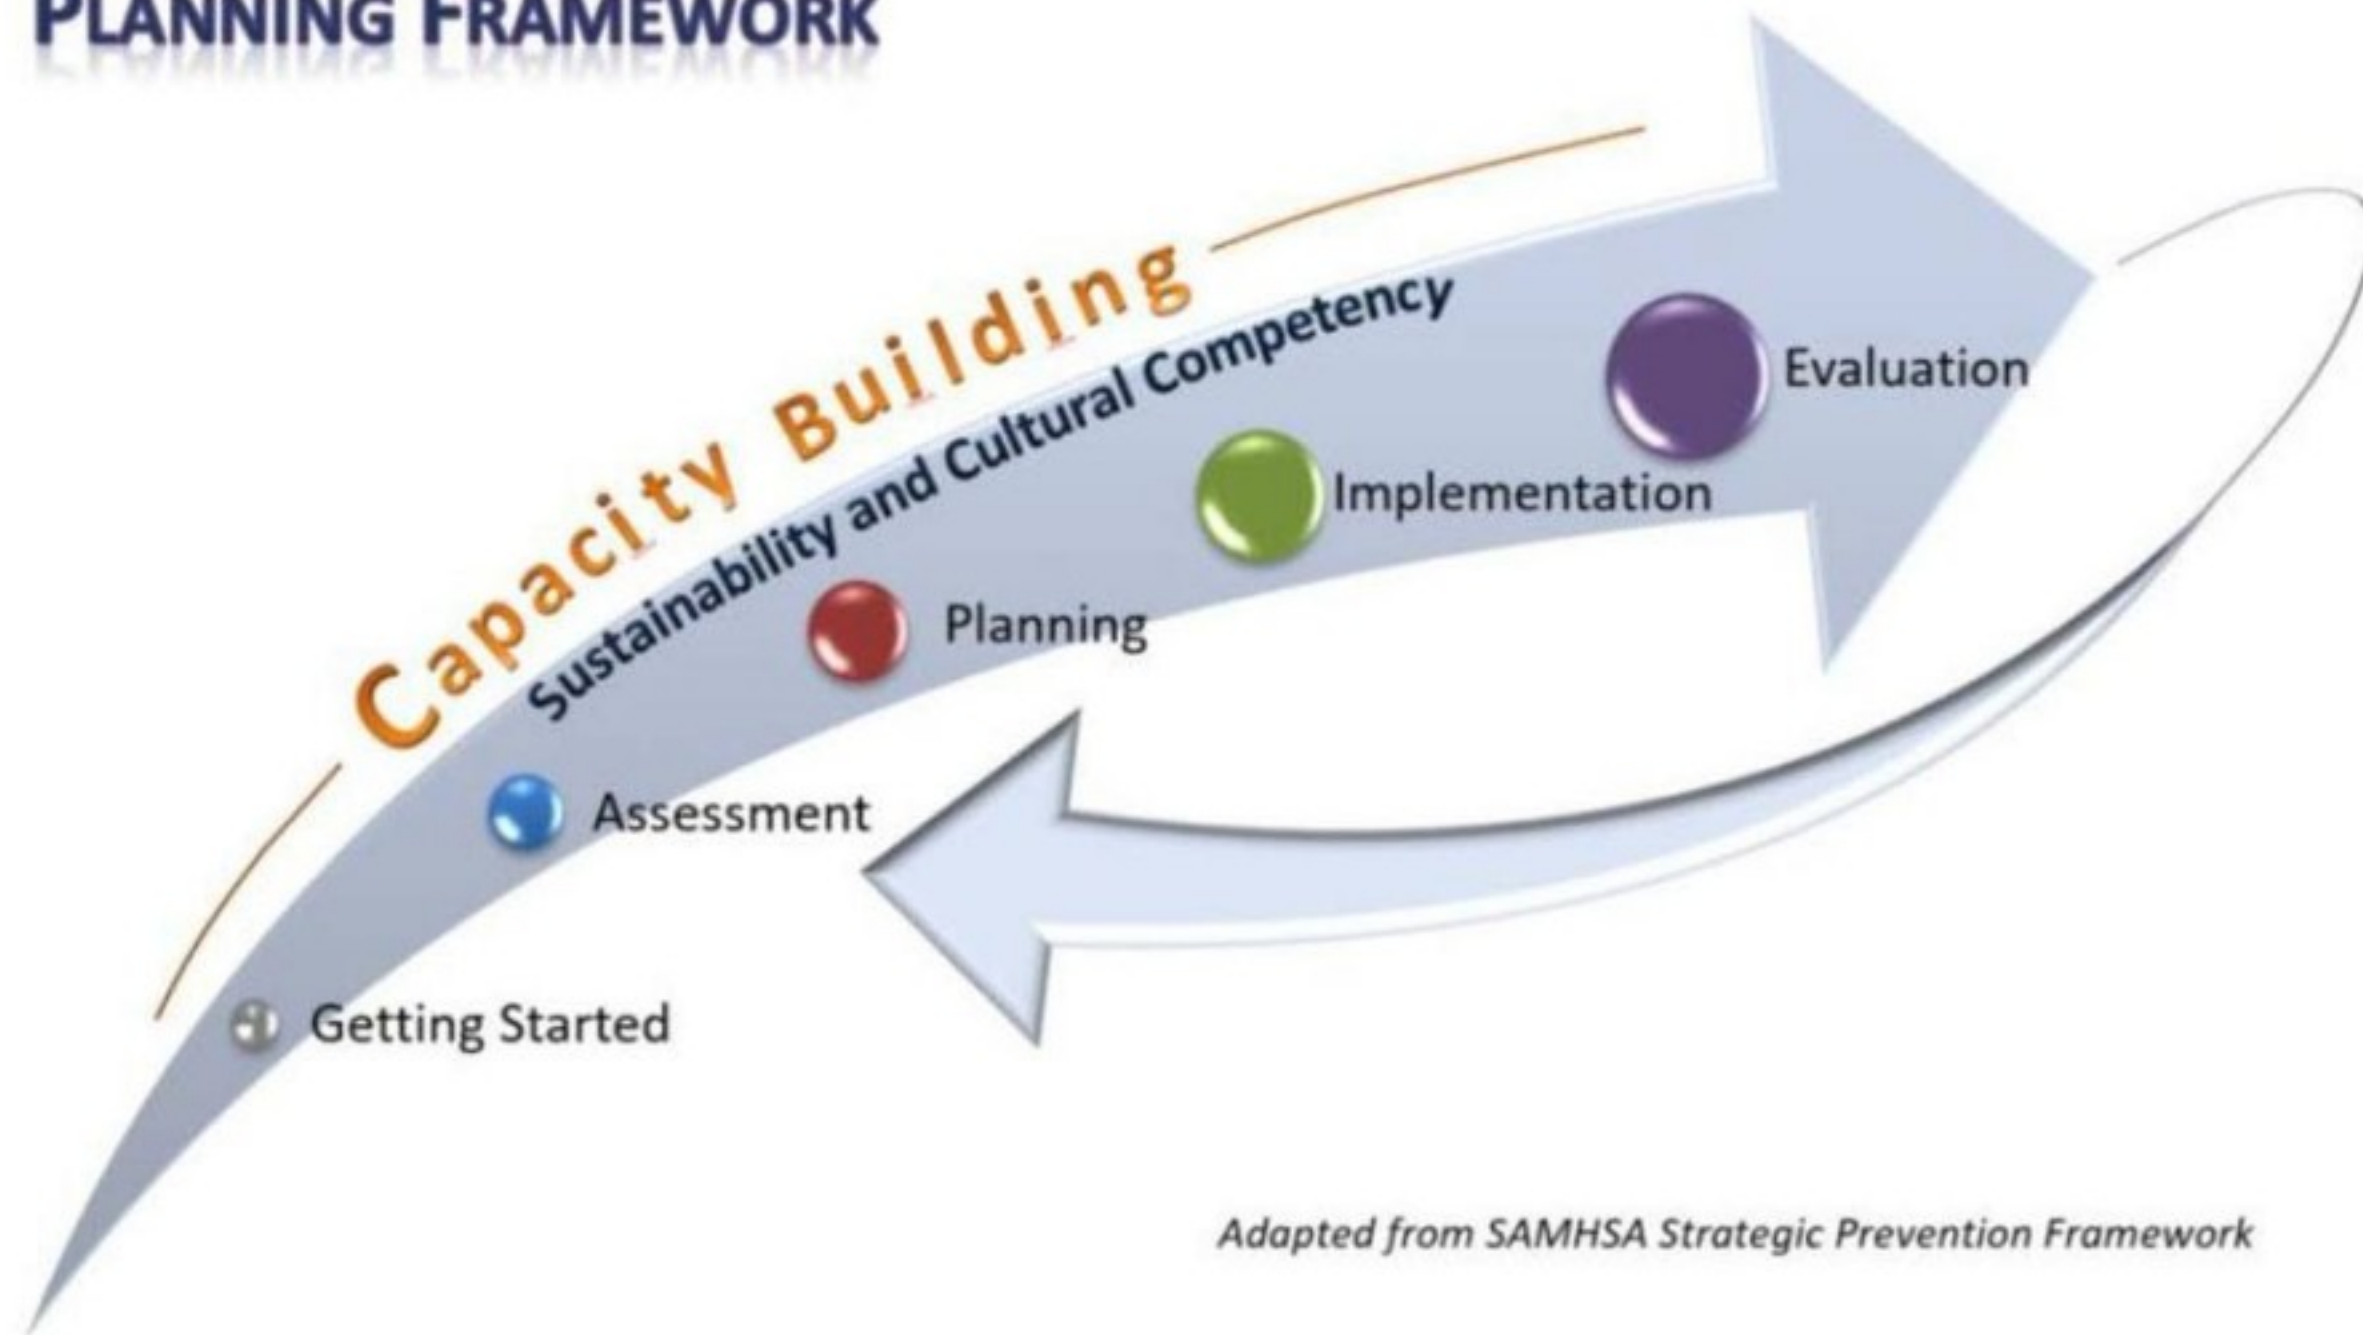 PLANNING FRAMEWORK
Capacity Building
Sustainability and Cultural Competency
Evaluation
Implementation
Planning
Assessment
Getting Started
Adapted from SAMHSA Strategic Prevention Framework